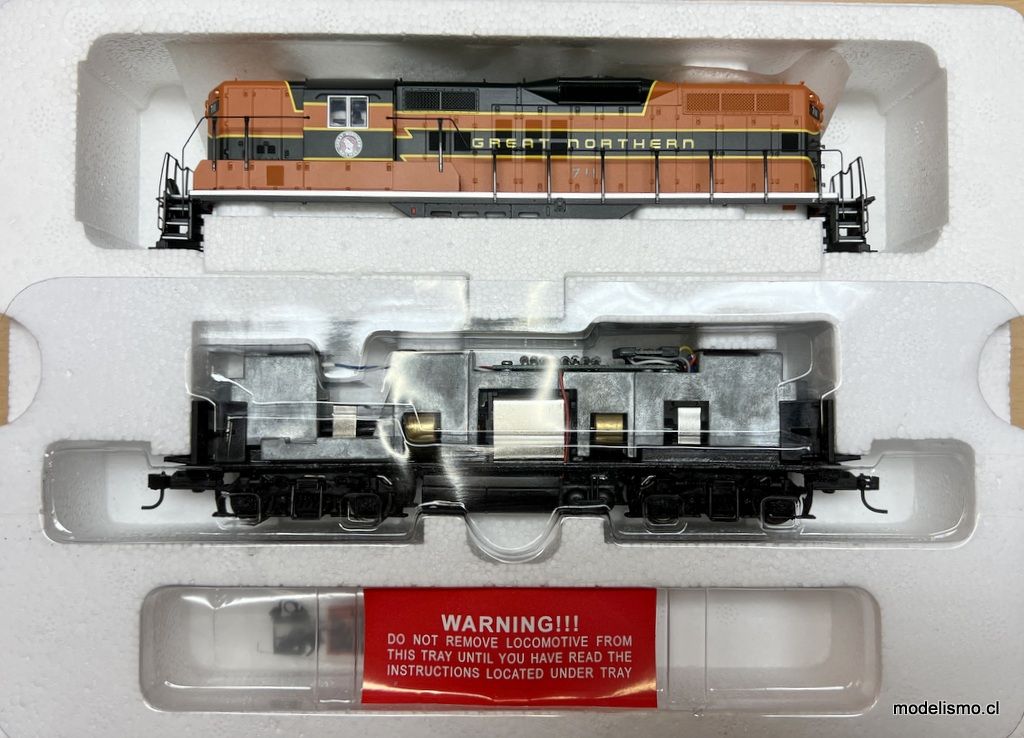 GREAT NORTHERN
711
WARNING!!!
DO NOT REMOVE LOCOMOTIVE FROM
THIS TRAY UNTIL YOU HAVE READ THE
INSTRUCTIONS LOCATED UNDER TRAY
modelismo.cl